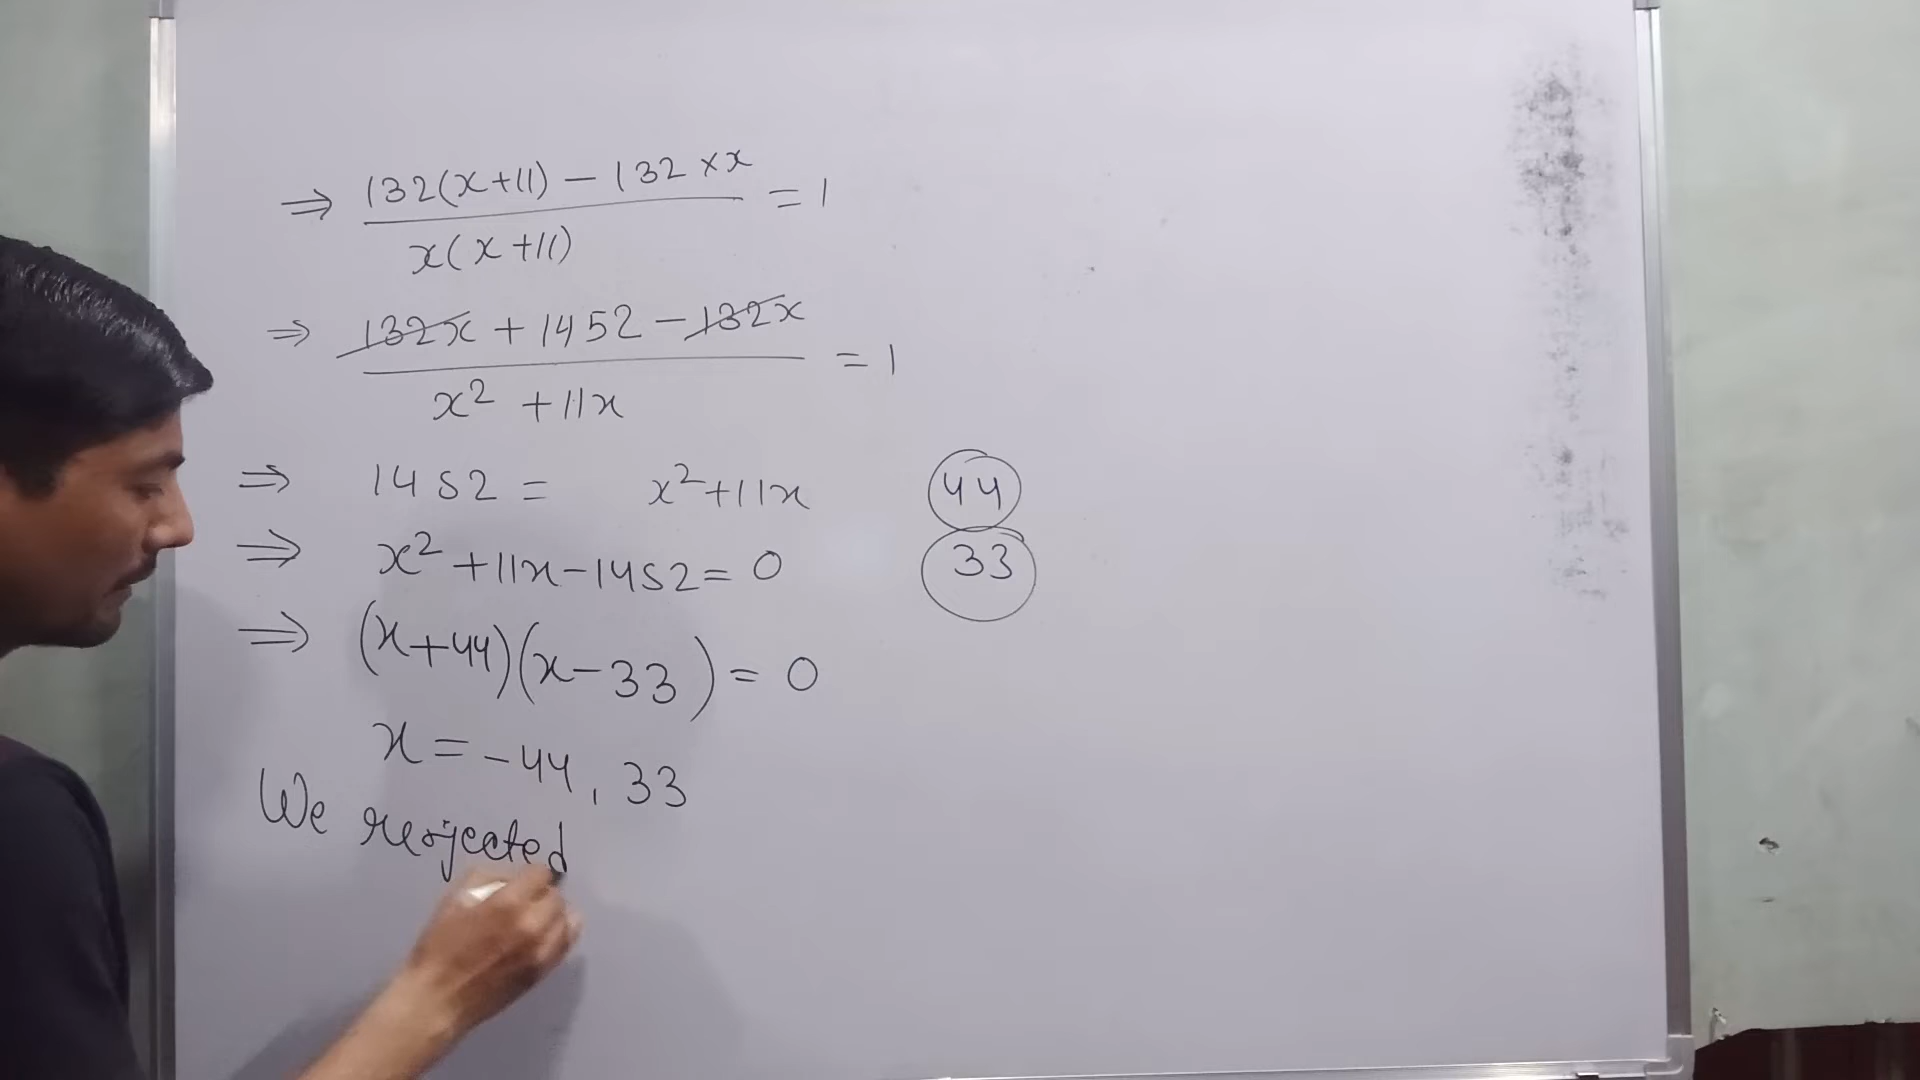 ⇒ 132(x+11) – 132 × x / x(x+11) = 1
⇒ 132x + 1452 – 132x / x² + 11x = 1
⇒ 1452 = x² + 11x
44
⇒ x² + 11x – 1452 = 0
33
⇒ (x+44)(x–33) = 0
x = –44, 33
We resjected